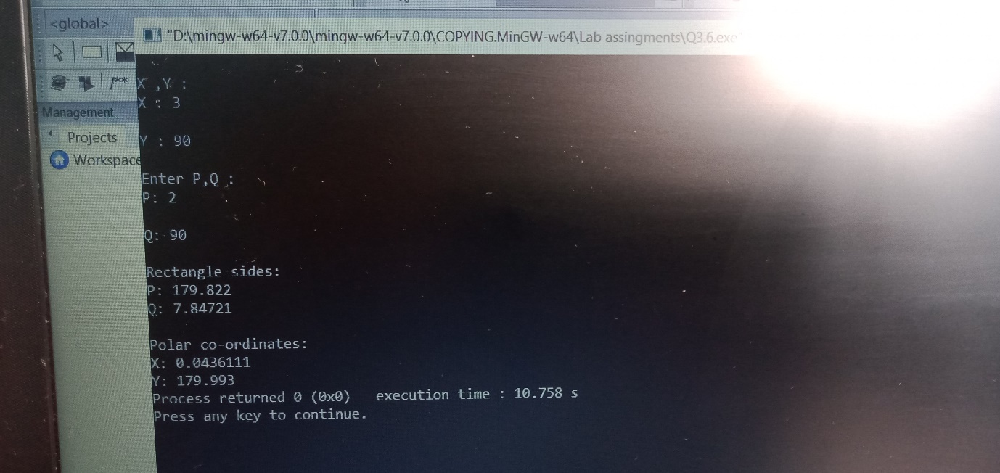 <global>
"D:\mingw-w64-v7.0.0\mingw-w64-v7.0.0\COPYING.MinGW-w64\Lab assingments\Q3.6.exe"
/**
Management
Projects
Workspace
X ,Y :
X : 3
Y : 90
Enter P,Q :
P: 2
Q: 90
Rectangle sides:
P: 179.822
Q: 7.84721
Polar co-ordinates:
X: 0.0436111
Y: 179.993
Process returned 0 (0x0)   execution time : 10.758 s
Press any key to continue.